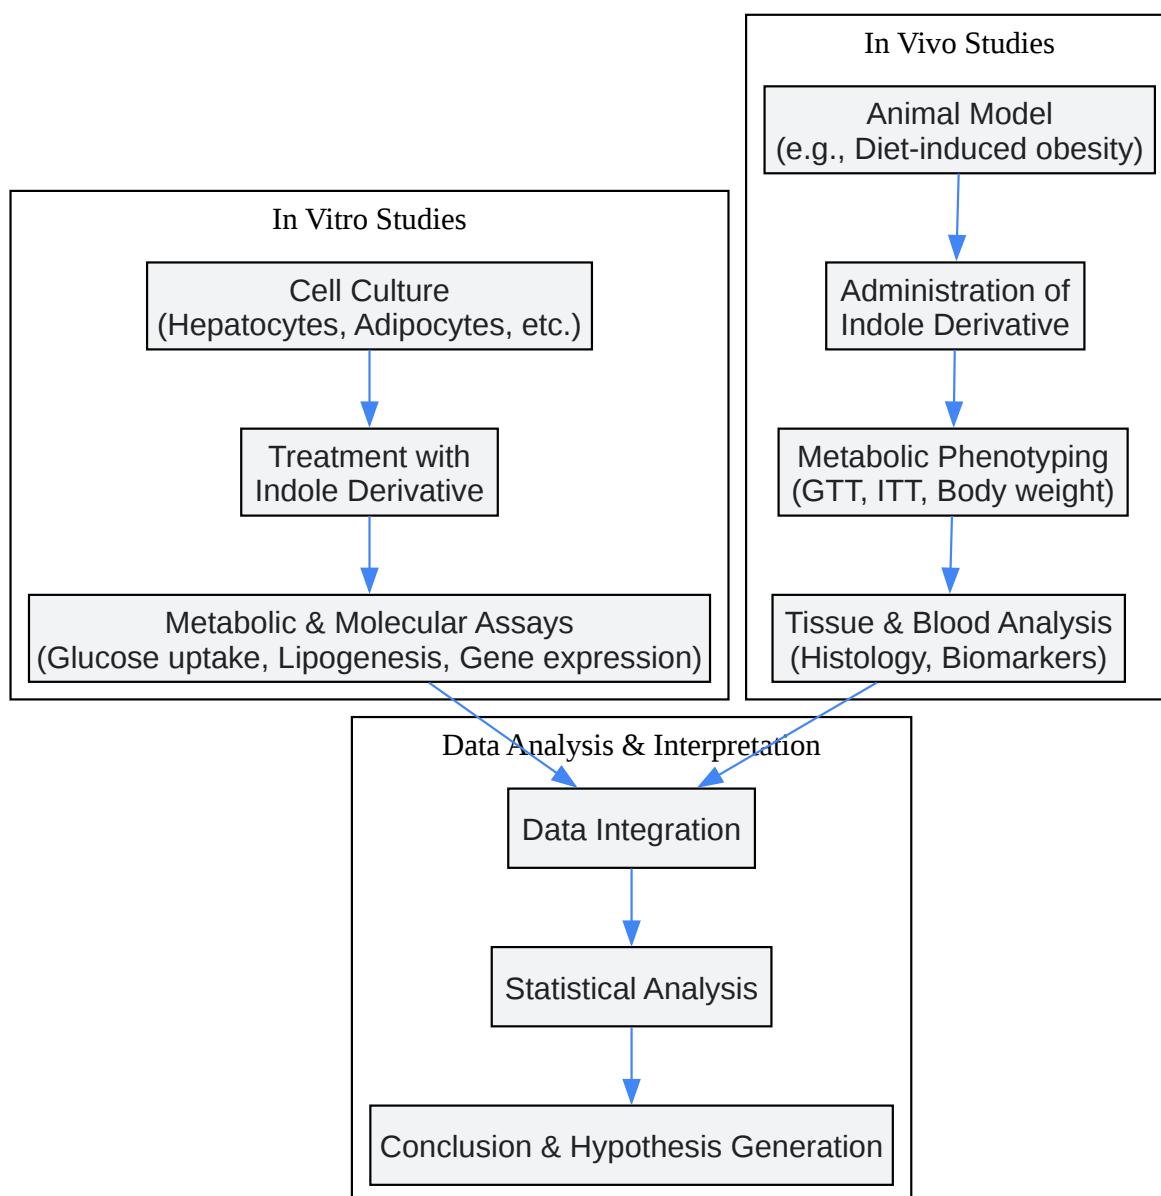 In Vitro Studies
Cell Culture
(Hepatocytes, Adipocytes, etc.)
Treatment with
Indole Derivative
Metabolic & Molecular Assays
(Glucose uptake, Lipogenesis, Gene expression)
In Vivo Studies
Animal Model
(e.g., Diet-induced obesity)
Administration of
Indole Derivative
Metabolic Phenotyping
(GTT, ITT, Body weight)
Tissue & Blood Analysis
(Histology, Biomarkers)
Data Analysis & Interpretation
Data Integration
Statistical Analysis
Conclusion & Hypothesis Generation